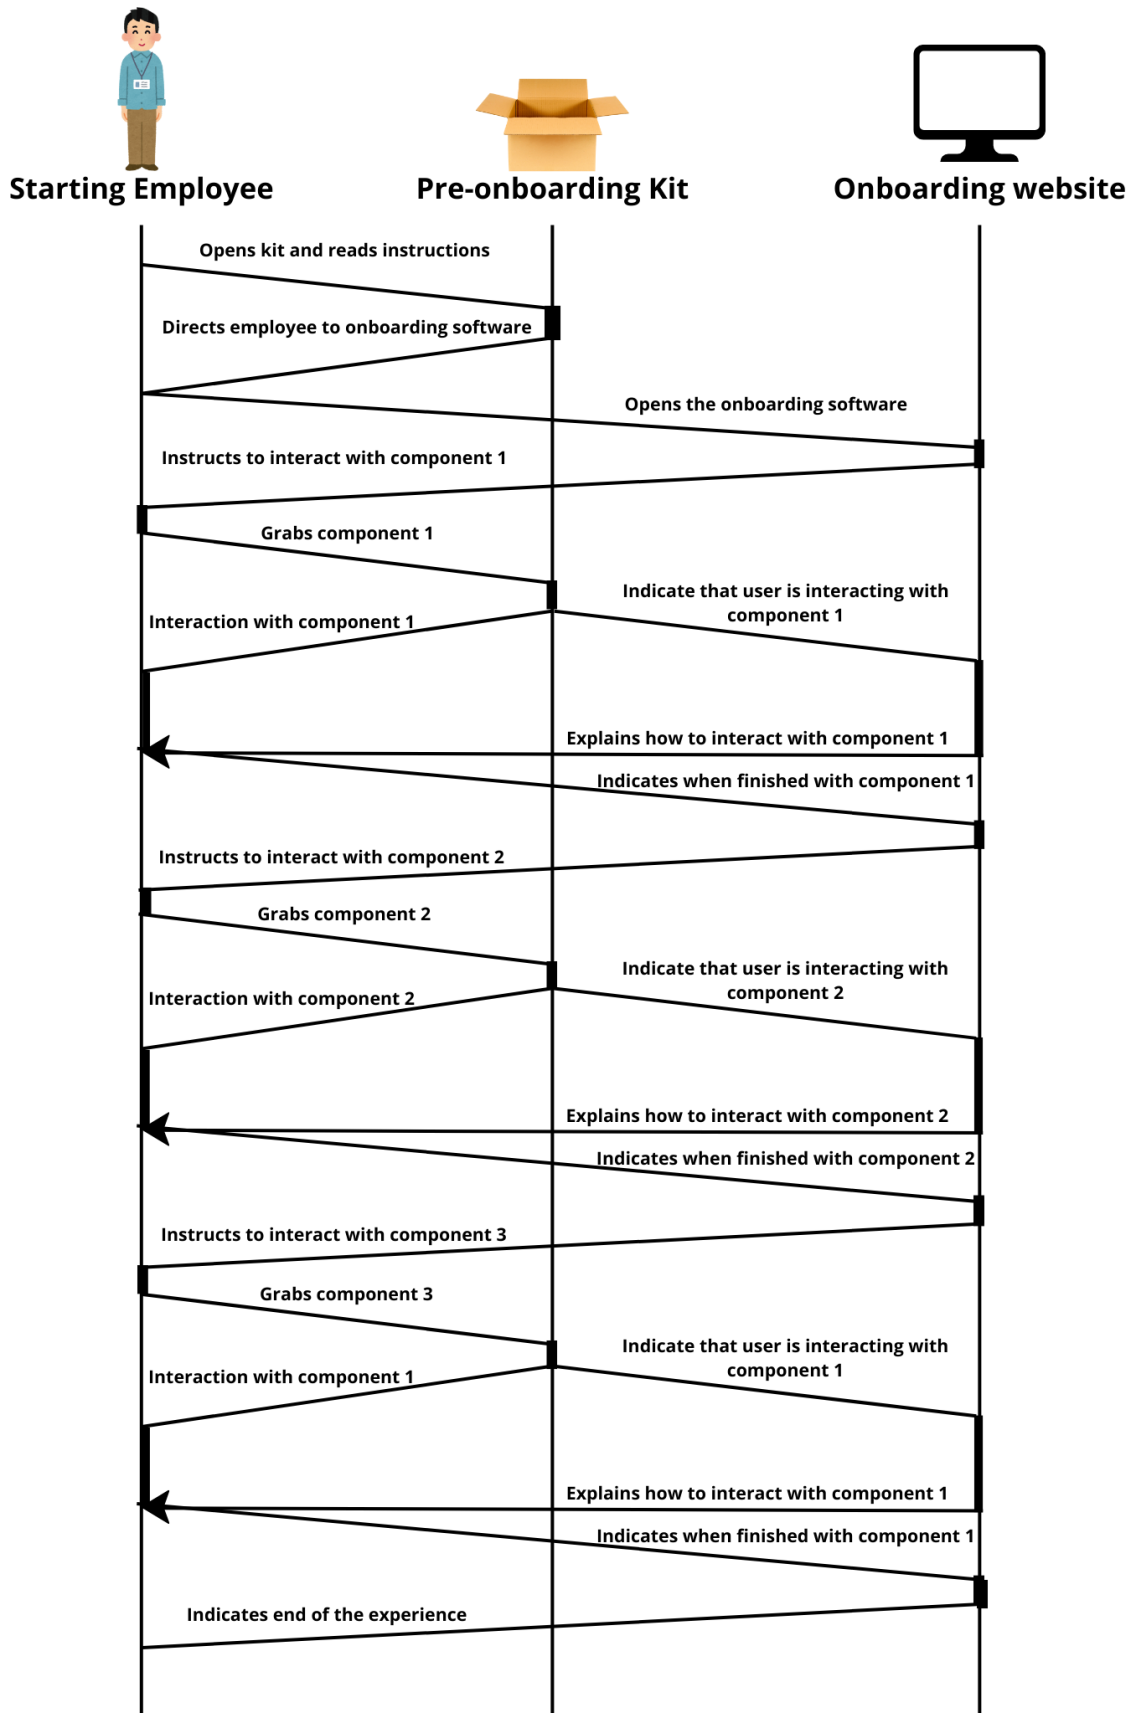 Starting Employee
Pre-onboarding Kit
Onboarding website
Opens kit and reads instructions
Directs employee to onboarding software
Opens the onboarding software
Instructs to interact with component 1
Grabs component 1
Indicate that user is interacting with
component 1
Interaction with component 1
Explains how to interact with component 1
Indicates when finished with component 1
Instructs to interact with component 2
Grabs component 2
Indicate that user is interacting with
component 2
Interaction with component 2
Explains how to interact with component 2
Indicates when finished with component 2
Instructs to interact with component 3
Grabs component 3
Indicate that user is interacting with
component 1
Interaction with component 1
Explains how to interact with component 1
Indicates when finished with component 1
Indicates end of the experience